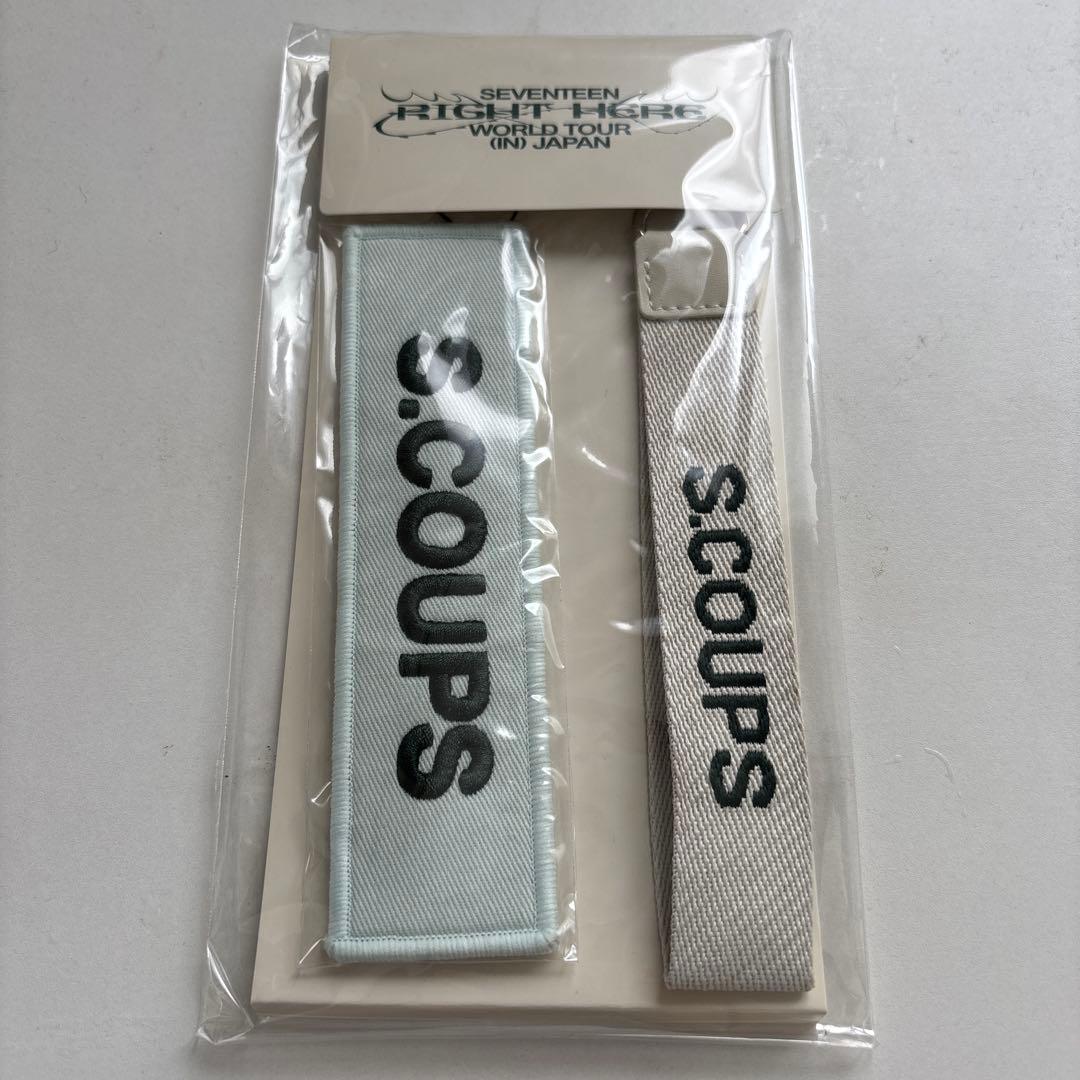 SEVENTEEN
RIGHT HERE
WORLD TOUR
(IN) JAPAN
S.COUPS
S.COUPS